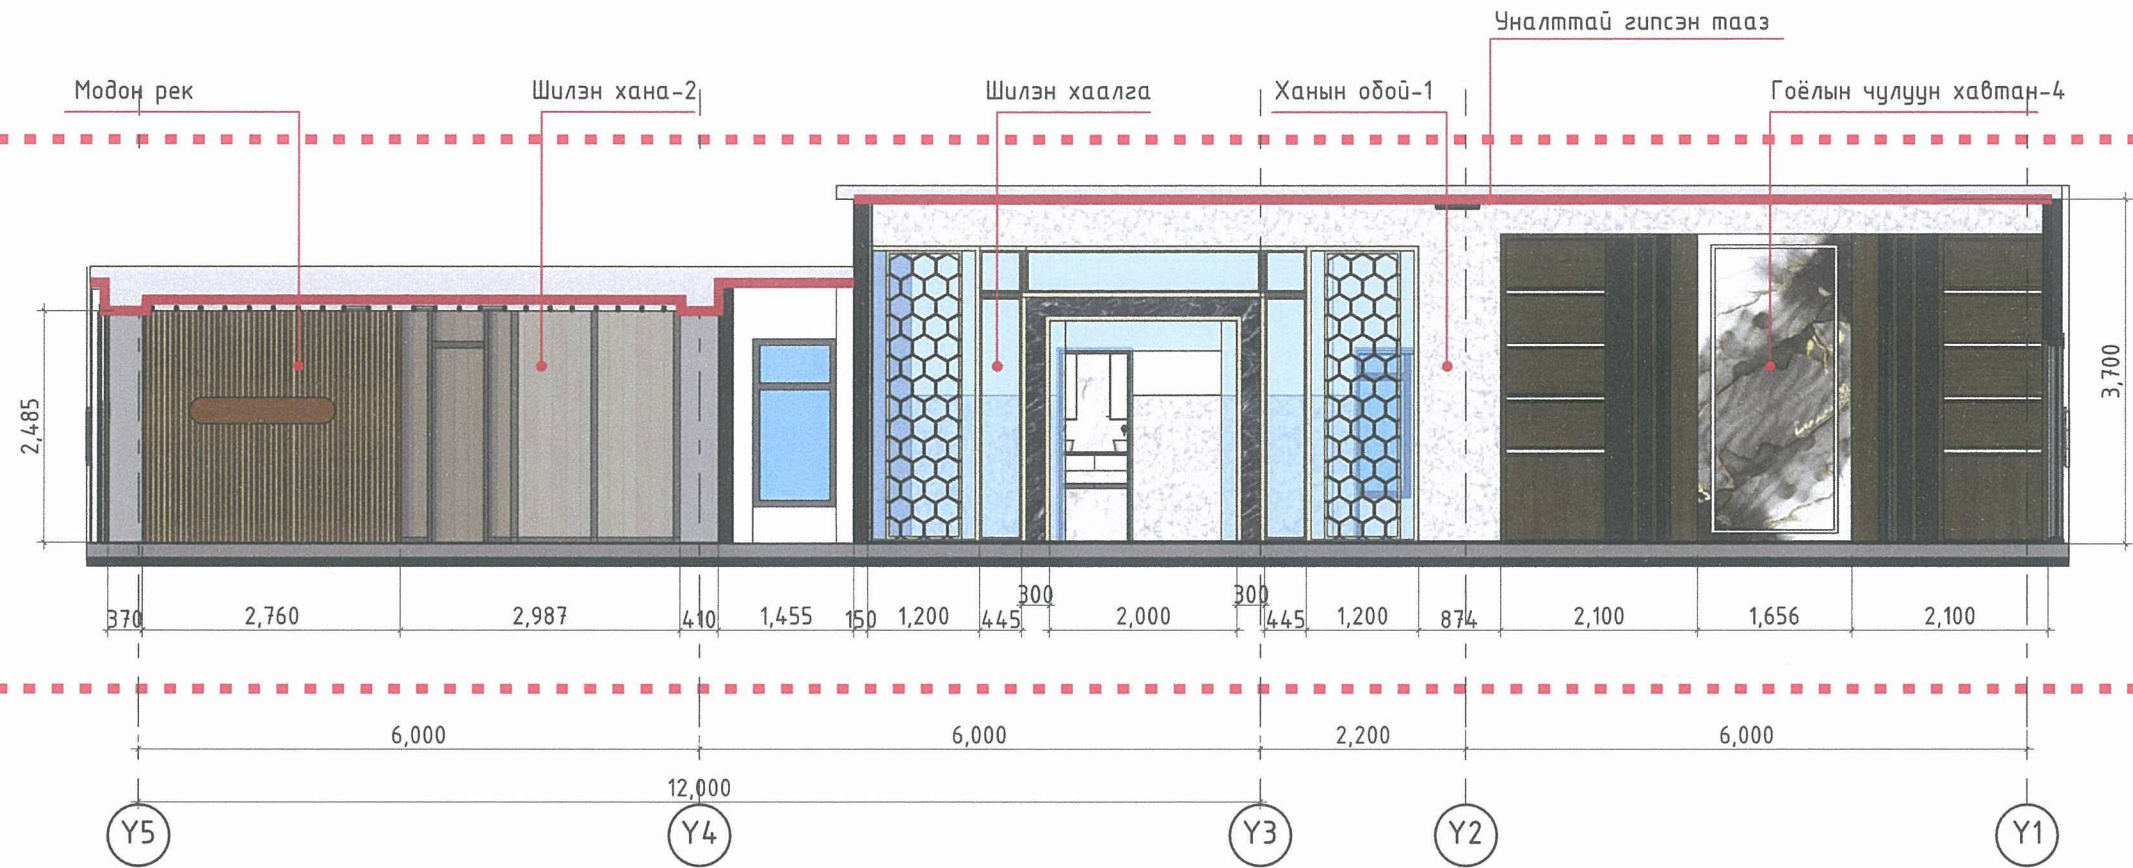 Уналттай гипсэн тааз
Модон рек
Шилэн хана-2
Шилэн хаалга
Ханын обой-1
Гоёлын чулуун хавтан-4
2,485
3,700
300
300
370
2,760
2,987
410
1,455
150
1,200
445
2,000
445
1,200
874
2,100
1,656
2,100
6,000
6,000
2,200
6,000
12,000
Y5
Y4
Y3
Y2
Y1